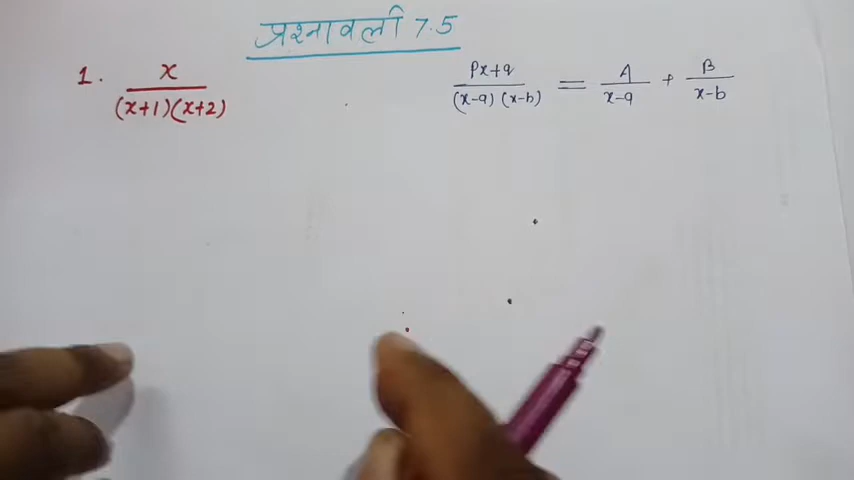 प्रश्नावली 7.5
1. x/((x+1)(x+2))
(Px+q)/((x-a)(x-b)) = A/(x-a) + B/(x-b)